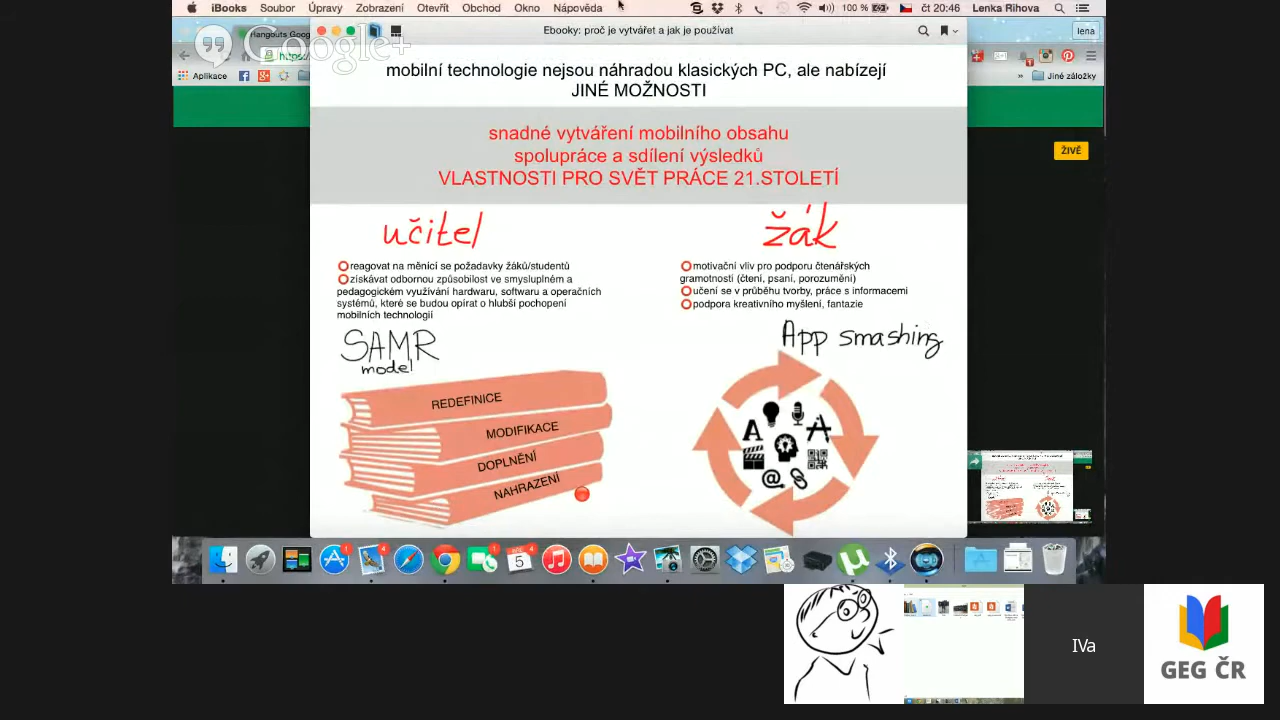 iBooks Soubor Úpravy Zobrazení Otevřít Obchod Okno Nápověda 100 % čt 20:46 Lenka Rihova
Hangouts Goo
Ebooky: proč je vytvářet a jak je používat
lena
Google+
https:
Aplikace
» Jiné záložky
mobilní technologie nejsou náhradou klasických PC, ale nabízejí
JINÉ MOŽNOSTI
snadné vytváření mobilního obsahu
spolupráce a sdílení výsledků
VLASTNOSTI PRO SVĚT PRÁCE 21.STOLETÍ
ŽIVĚ
učitel
reagovat na měnící se požadavky žáků/studentů
získávat odbornou způsobilost ve smysluplném a
pedagogickém využívání hardwaru, softwaru a operačních
systémů, které se budou opírat o hlubší pochopení
mobilních technologií
SAMR
model
REDEFINICE
MODIFIKACE
DOPLNĚNÍ
NAHRAZENÍ
žák
motivační vliv pro podporu čtenářských
gramotností (čtení, psaní, porozumění)
učení se v průběhu tvorby, práce s informacemi
podpora kreativního myšlení, fantazie
App smashing
5
IVa
GEG ČR